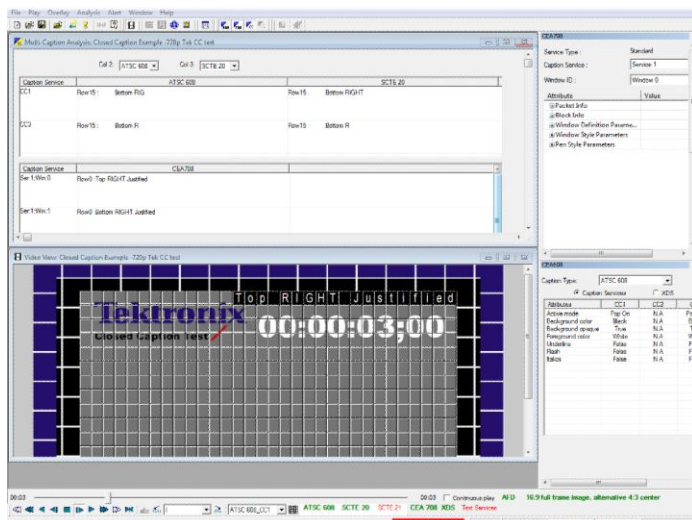 File Play Overlay Analysis Alert Window Help
Multi Caption Analysis: Closed Caption Example -720p Tek CC test
Col 2: ATSC 608 Col 3: SCTE 20
Caption Service ATSC 608 SCTE 20
CC1 Row15 : Bottom RIG Row15 : Bottom RIGHT
CC3 Row15 : Bottom R Row15 : Bottom R
Caption Service CEA708
Ser:1;Win:0 Row0 :Top RIGHT Justified
Ser:1;Win:1 Row0 :Bottom RIGHT Justified
Video View: Closed Caption Example -720p Tek CC test
Top RIGHT Justified
Tektronix
00:00:03;00
Closed Caption Test
CEA708
Service Type : Standard
Caption Service : Service 1
Window ID : Window 0
Attribute Value
Packet Info
Block Info
Window Definition Parame...
Window Style Parameters
Pen Style Parameters
CEA608
Caption Type: ATSC 608
Caption Services XDS
Attributes CC1 CC2
Active mode Pop On N.A
Background color Black N.A
Background opaque True N.A
Foreground color White N.A
Underline False N.A
Flash False N.A
Italics False N.A
00:03 00:03 Continuous play AFD 16:9 full frame image, alternative 4:3 center
ATSC 608_CC1 ATSC 608 SCTE 20 SCTE 21 CEA 708 XDS Text Services